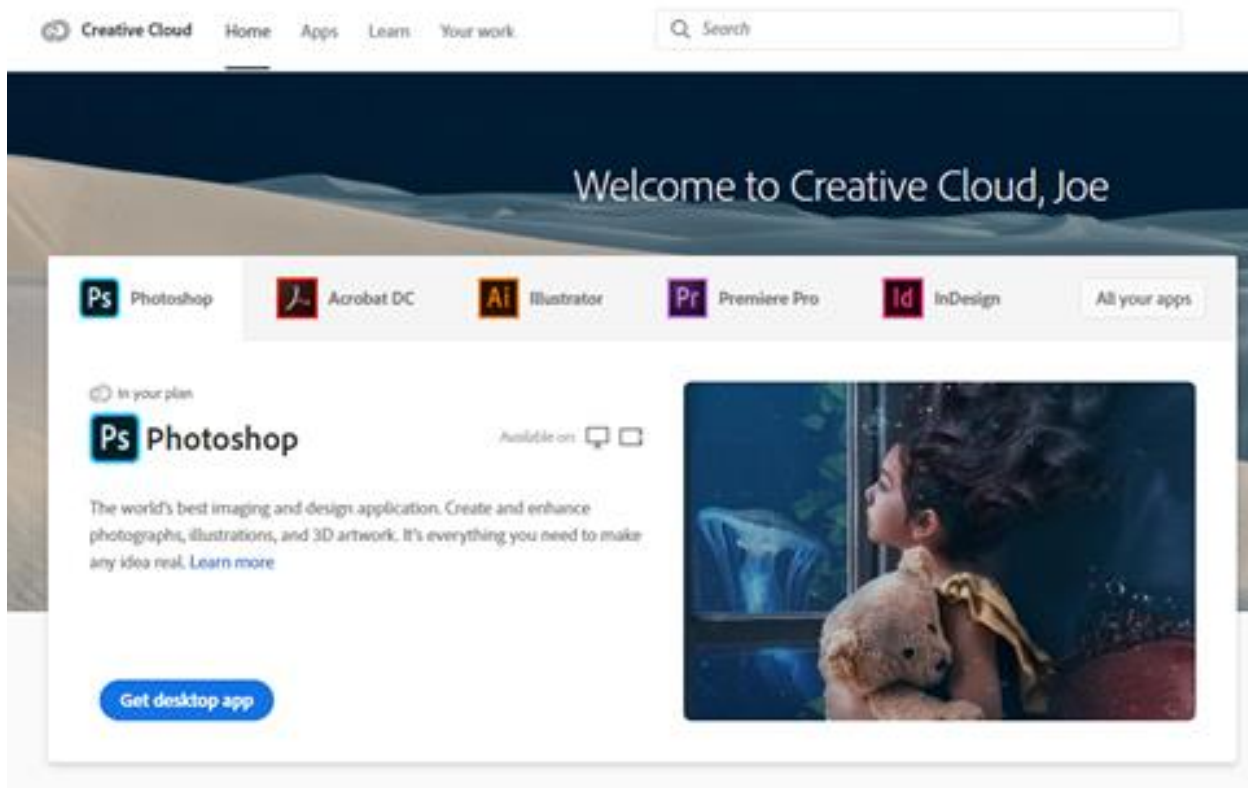 Creative Cloud Home Apps Learn Your work Search
Welcome to Creative Cloud, Joe
Ps Photoshop Acrobat DC Ai Illustrator Pr Premiere Pro Id InDesign All your apps
In your plan
Ps Photoshop Available on:
The world's best imaging and design application. Create and enhance
photographs, illustrations, and 3D artwork. It's everything you need to make
any idea real. Learn more
Get desktop app